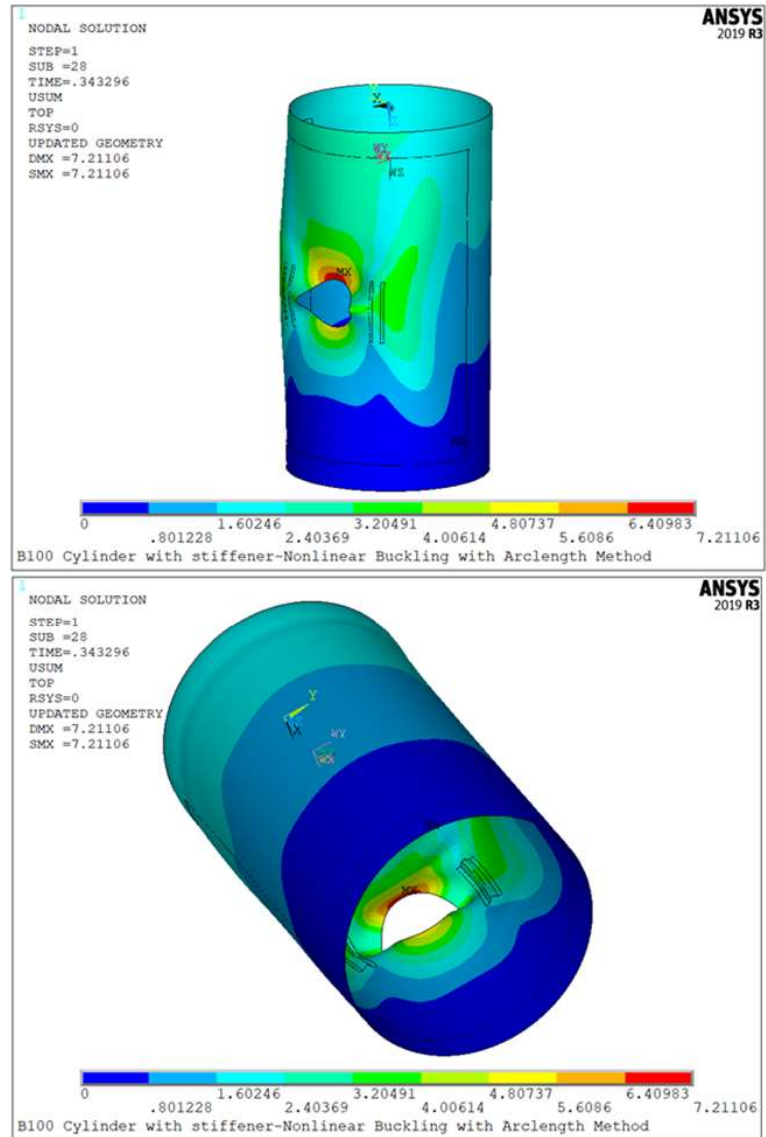 1
ANSYS
2019 R3
NODAL SOLUTION
STEP=1
SUB =28
TIME=.343296
USUM
TOP
RSYS=0
UPDATED GEOMETRY
DMX =7.21106
SMX =7.21106
X
Z
MX
0 1.60246 3.20491 4.80737 6.40983
.801228 2.40369 4.00614 5.6086 7.21106
B100 Cylinder with stiffener-Nonlinear Buckling with Arclength Method
1
ANSYS
2019 R3
NODAL SOLUTION
STEP=1
SUB =28
TIME=.343296
USUM
TOP
RSYS=0
UPDATED GEOMETRY
DMX =7.21106
SMX =7.21106
Y
X
MX
0 1.60246 3.20491 4.80737 6.40983
.801228 2.40369 4.00614 5.6086 7.21106
B100 Cylinder with stiffener-Nonlinear Buckling with Arclength Method